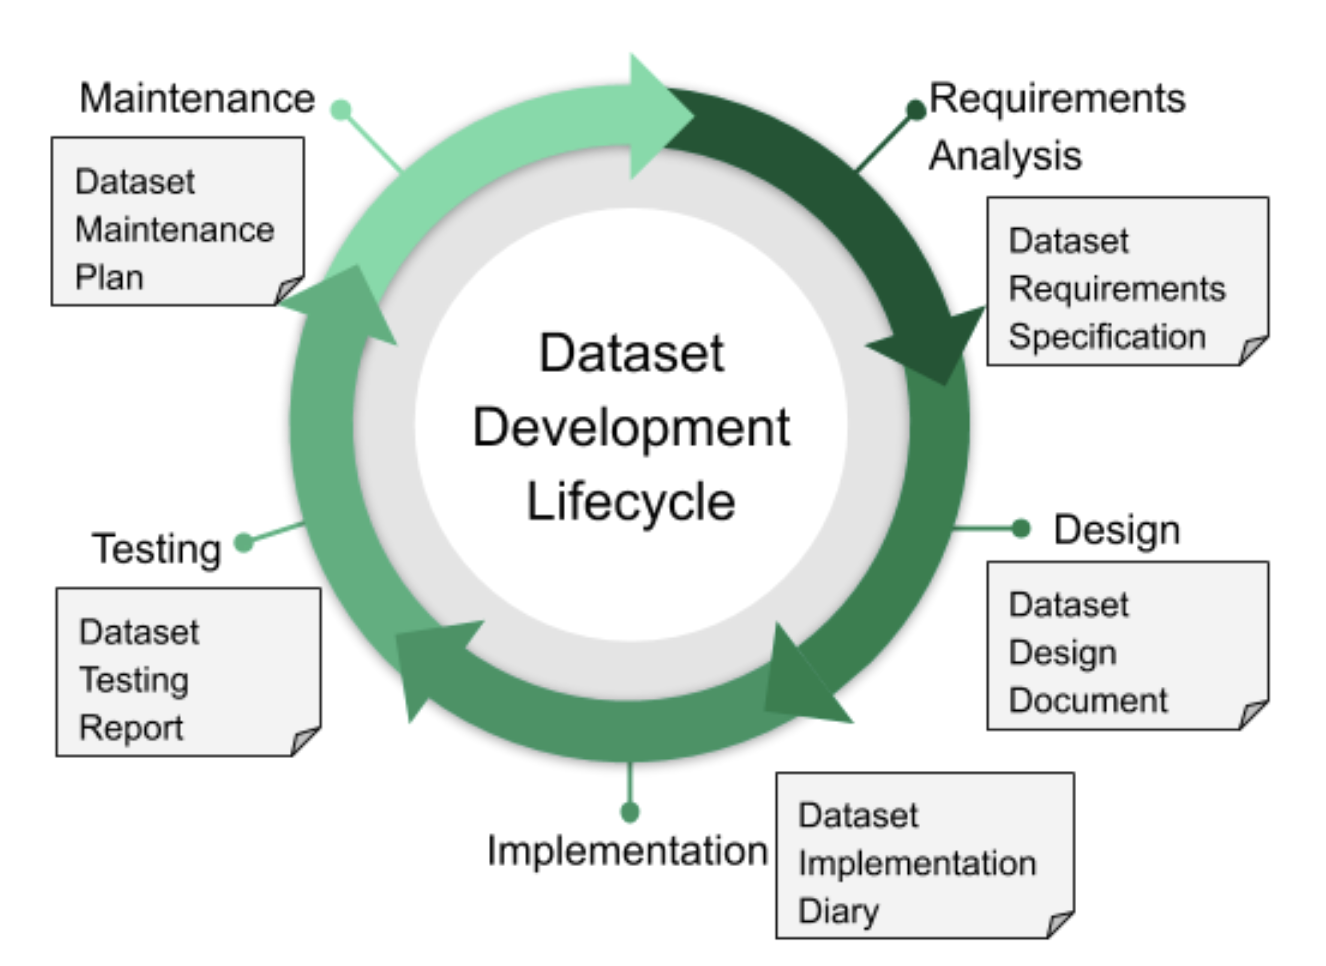 Maintenance
Dataset
Maintenance
Plan
Requirements
Analysis
Dataset
Requirements
Specification
Dataset
Development
Lifecycle
Testing
Dataset
Testing
Report
Design
Dataset
Design
Document
Implementation
Dataset
Implementation
Diary